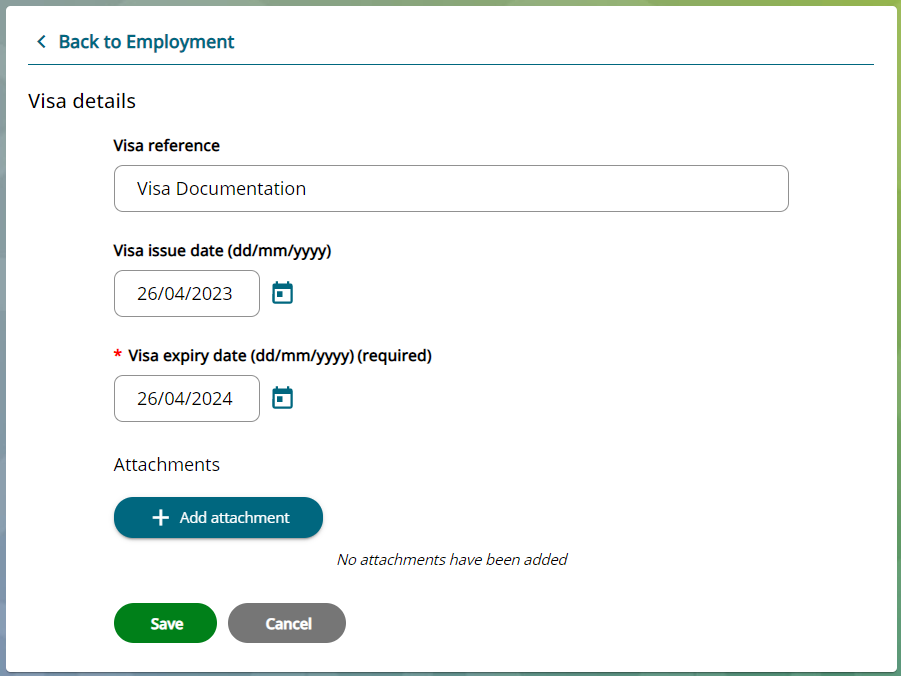 Back to Employment
Visa details
Visa reference
Visa Documentation
Visa issue date (dd/mm/yyyy)
26/04/2023
* Visa expiry date (dd/mm/yyyy) (required)
26/04/2024
Attachments
+ Add attachment
No attachments have been added
Save Cancel